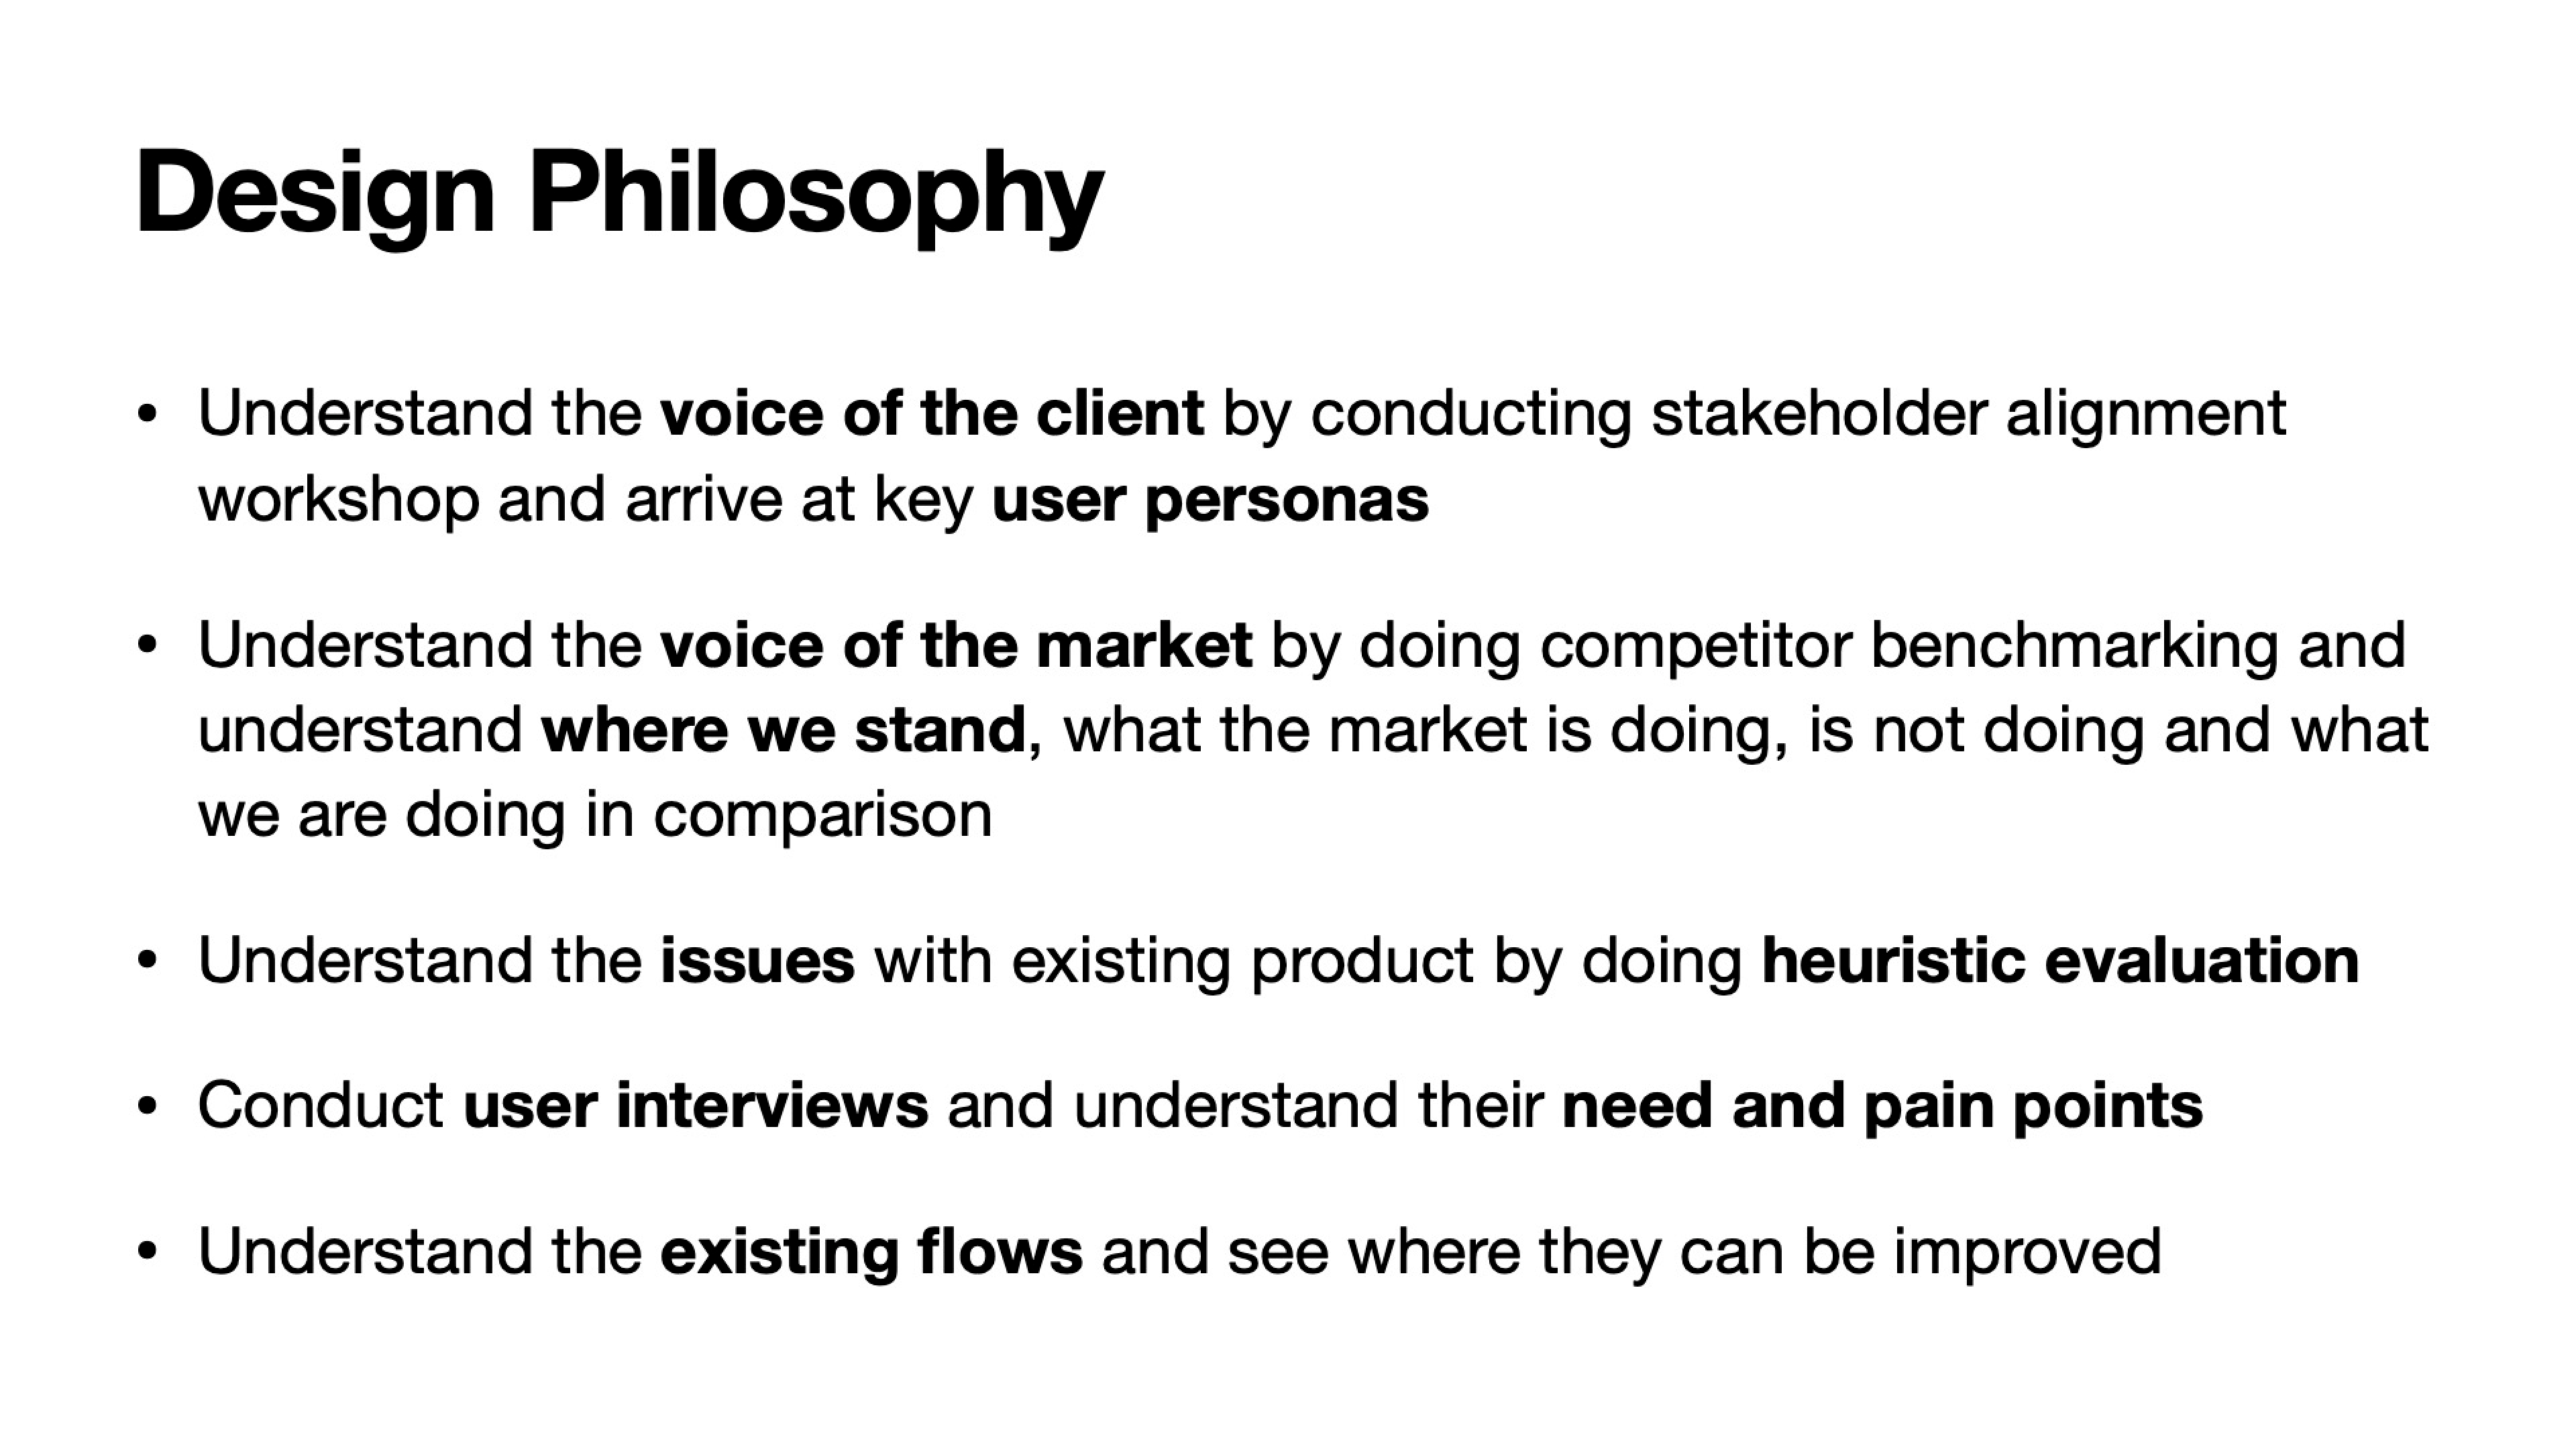 Design Philosophy
• Understand the voice of the client by conducting stakeholder alignment
workshop and arrive at key user personas
• Understand the voice of the market by doing competitor benchmarking and
understand where we stand, what the market is doing, is not doing and what
we are doing in comparison
• Understand the issues with existing product by doing heuristic evaluation
• Conduct user interviews and understand their need and pain points
• Understand the existing flows and see where they can be improved